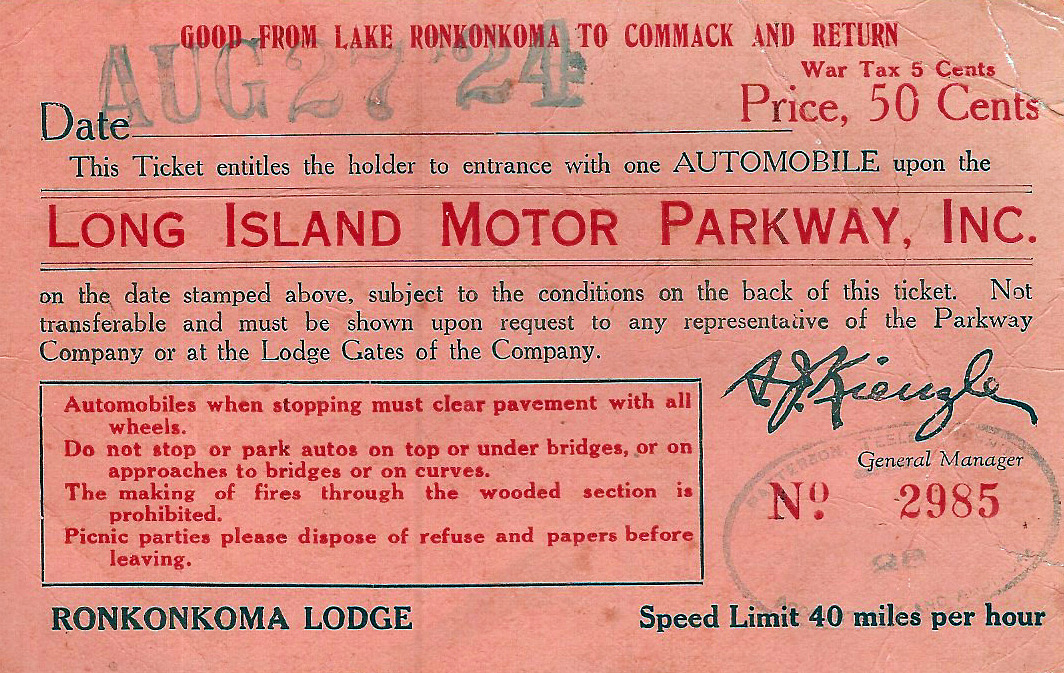 GOOD FROM LAKE RONKONKOMA TO COMMACK AND RETURN
AUG 27 '24
War Tax 5 Cents
Price, 50 Cents
Date
This Ticket entitles the holder to entrance with one AUTOMOBILE upon the
LONG ISLAND MOTOR PARKWAY, INC.
on the date stamped above, subject to the conditions on the back of this ticket. Not
transferable and must be shown upon request to any representative of the Parkway
Company or at the Lodge Gates of the Company.
A.J. Kienzle
General Manager
Automobiles when stopping must clear pavement with all
wheels.
Do not stop or park autos on top or under bridges, or on
approaches to bridges or on curves.
The making of fires through the wooded section is
prohibited.
Picnic parties please dispose of refuse and papers before
leaving.
No. 2985
RONKONKOMA LODGE
Speed Limit 40 miles per hour